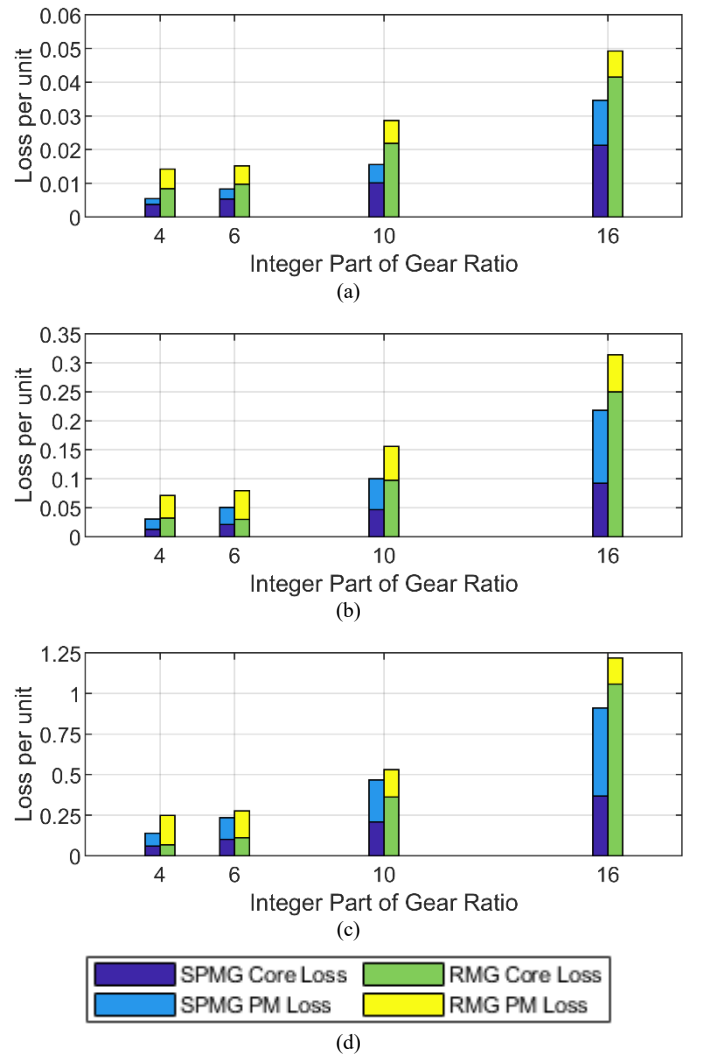 0.06
0.05
0.04
0.03
0.02
0.01
0
Loss per unit
4 6 10 16
Integer Part of Gear Ratio
(a)
0.35
0.3
0.25
0.2
0.15
0.1
0.05
0
Loss per unit
4 6 10 16
Integer Part of Gear Ratio
(b)
1.25
1
0.75
0.5
0.25
0
Loss per unit
4 6 10 16
Integer Part of Gear Ratio
(c)
SPMG Core Loss RMG Core Loss
SPMG PM Loss RMG PM Loss
(d)